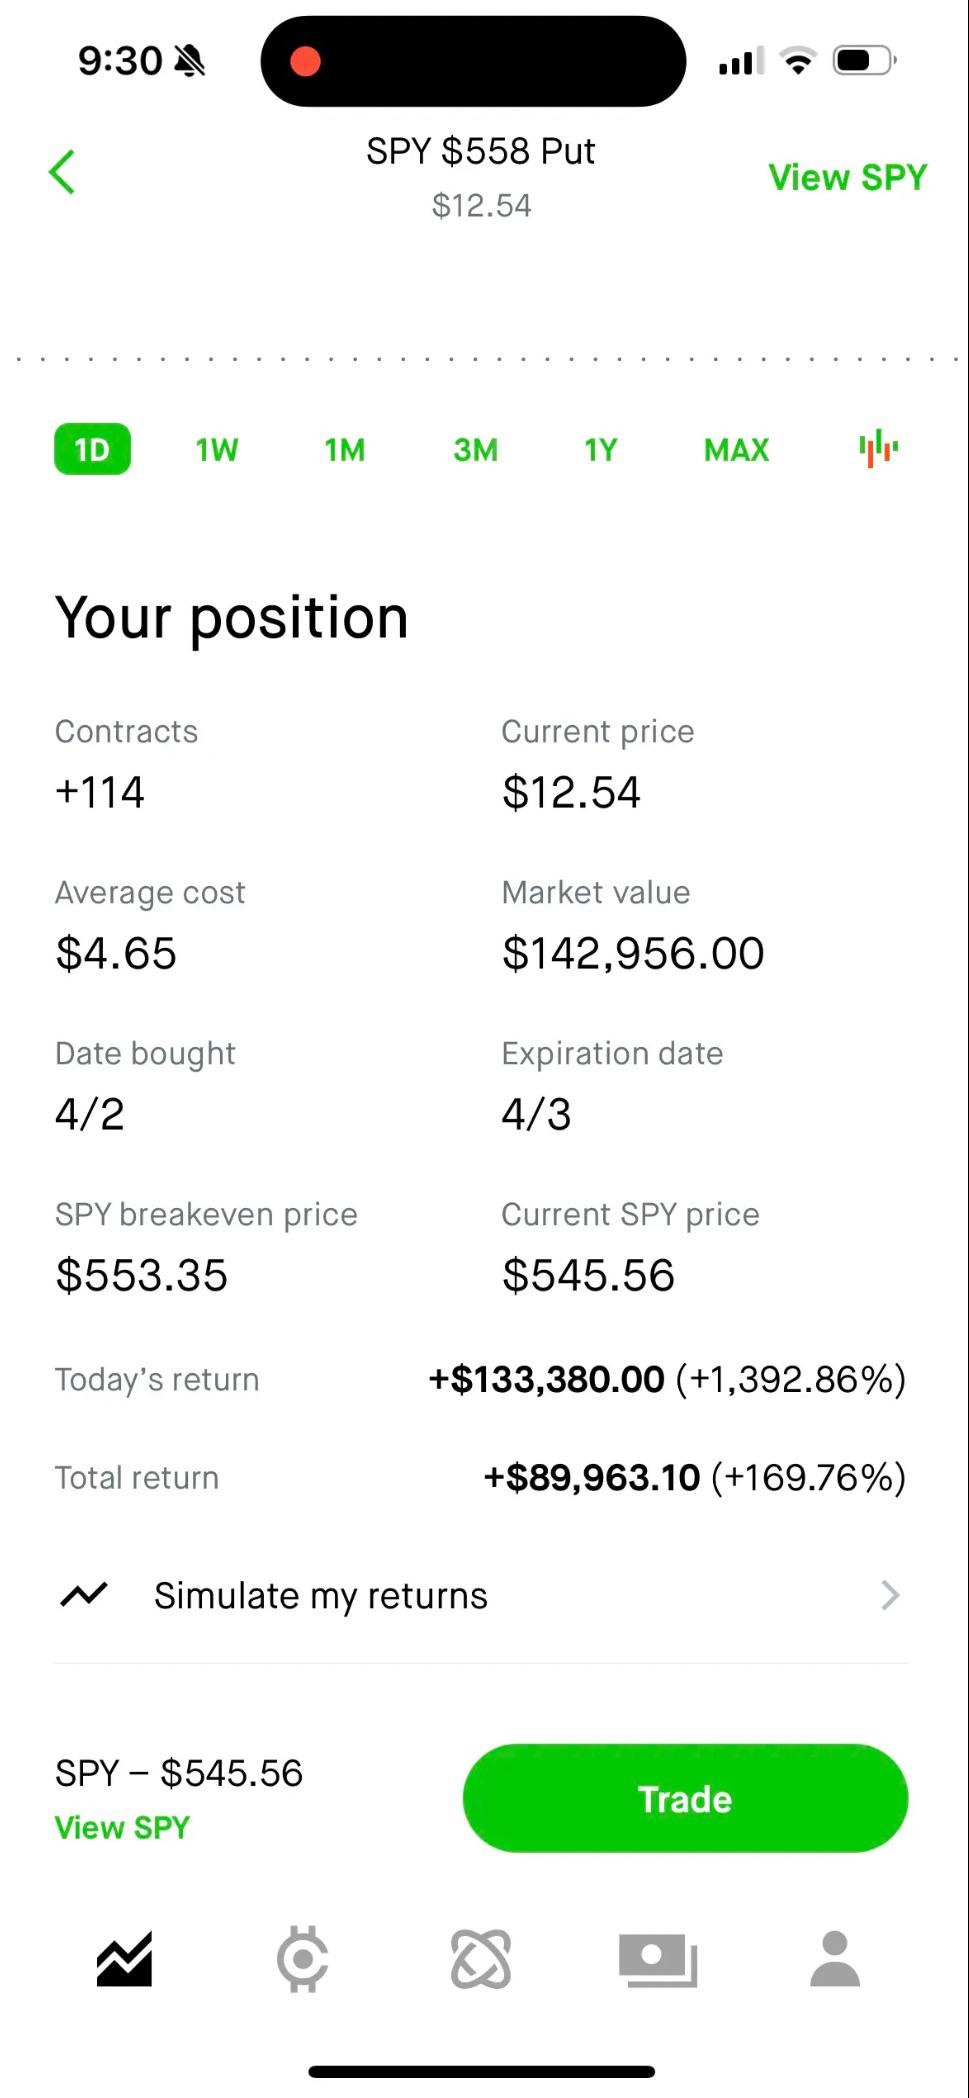 9:30
SPY $558 Put
$12.54
View SPY
1D 1W 1M 3M 1Y MAX
Your position
Contracts Current price
+114 $12.54
Average cost Market value
$4.65 $142,956.00
Date bought Expiration date
4/2 4/3
SPY breakeven price Current SPY price
$553.35 $545.56
Today's return +$133,380.00 (+1,392.86%)
Total return +$89,963.10 (+169.76%)
Simulate my returns
SPY – $545.56
View SPY
Trade